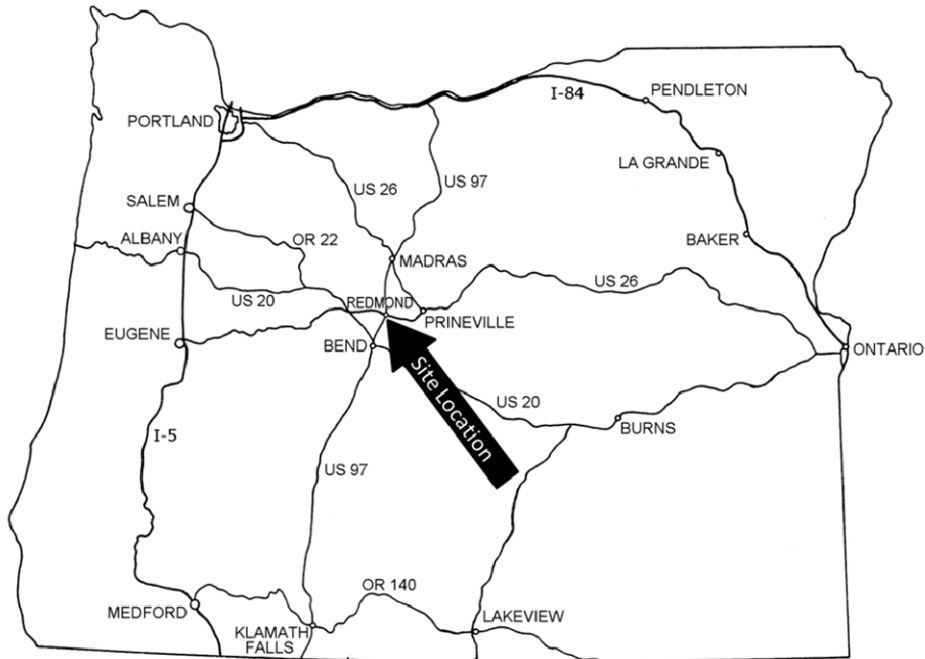 I-84
PENDLETON
PORTLAND
LA GRANDE
US 26
US 97
SALEM
ALBANY
OR 22
BAKER
MADRAS
US 20
REDMOND
US 26
PRINEVILLE
EUGENE
BEND
ONTARIO
Site Location
US 20
BURNS
I-5
US 97
OR 140
MEDFORD
LAKEVIEW
KLAMATH
FALLS